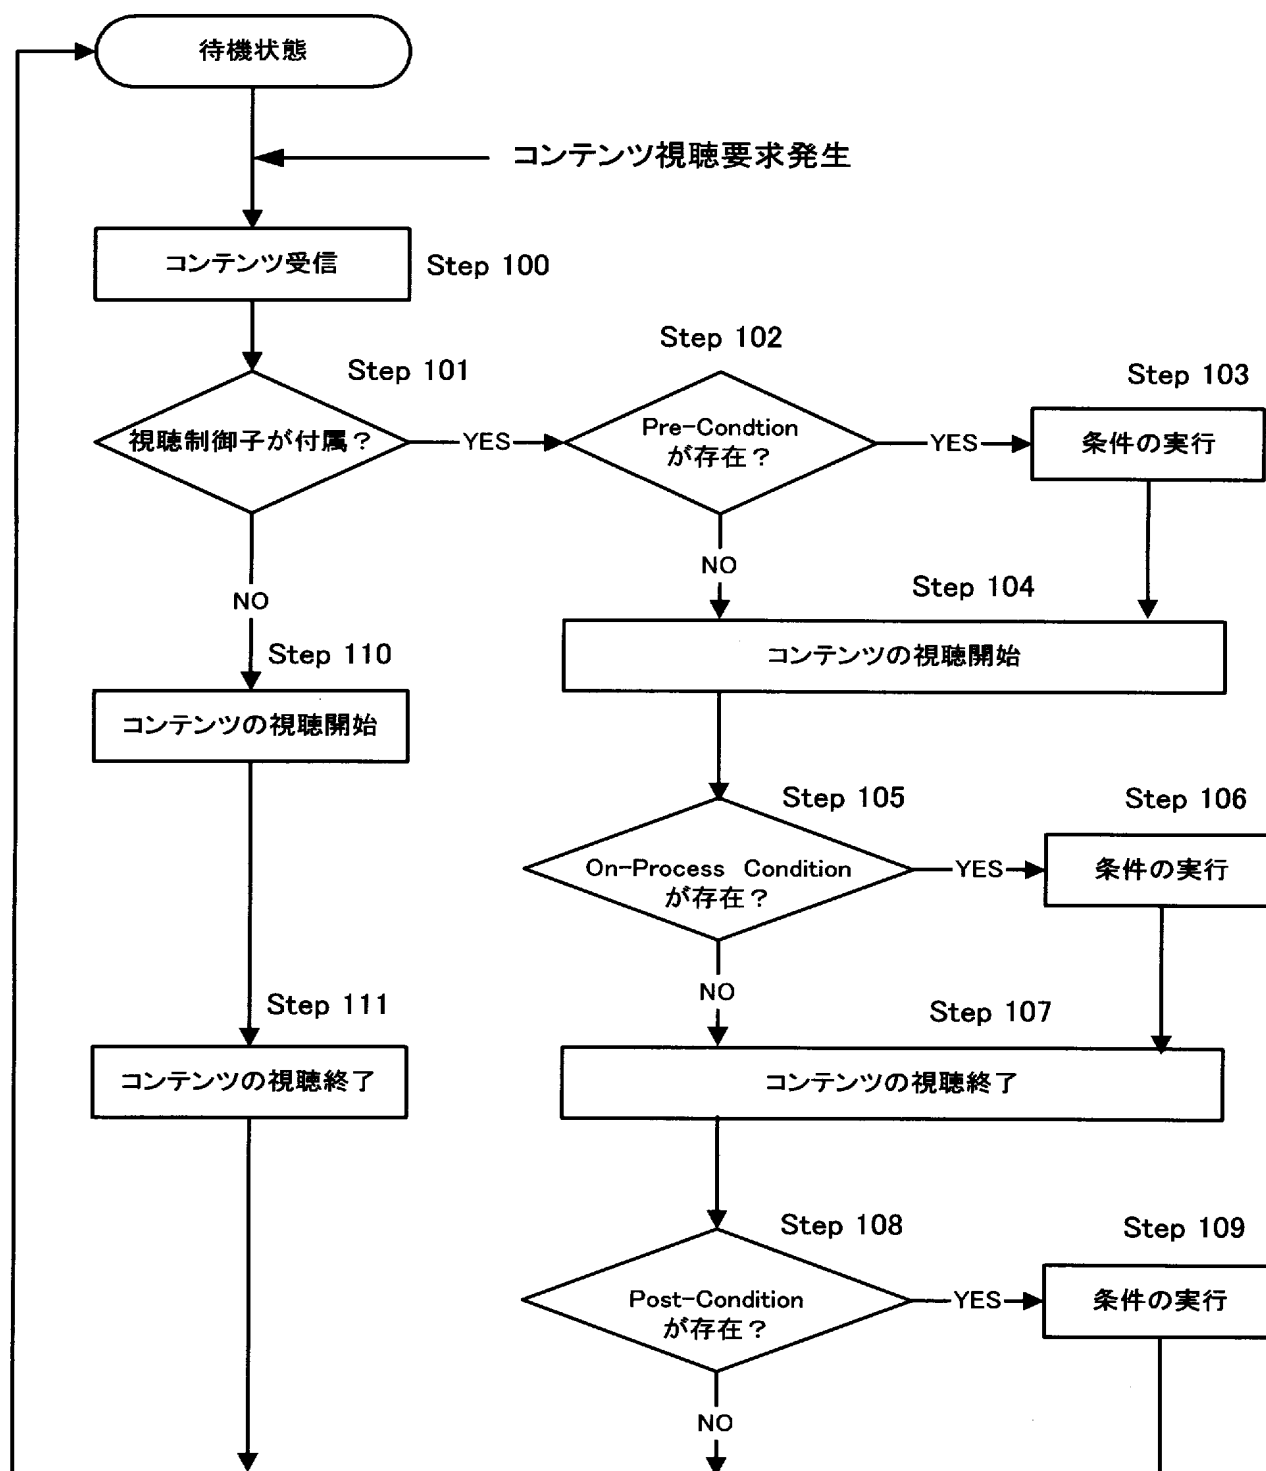 待機状態
コンテンツ視聴要求発生
コンテンツ受信
Step 100
Step 101
視聴制御子が付属?
YES
Step 102
Pre-Condtion
が存在?
YES
Step 103
条件の実行
NO
NO
Step 104
コンテンツの視聴開始
Step 110
コンテンツの視聴開始
Step 105
On-Process Condition
が存在?
YES
Step 106
条件の実行
NO
Step 111
コンテンツの視聴終了
Step 107
コンテンツの視聴終了
Step 108
Post-Condition
が存在?
YES
Step 109
条件の実行
NO